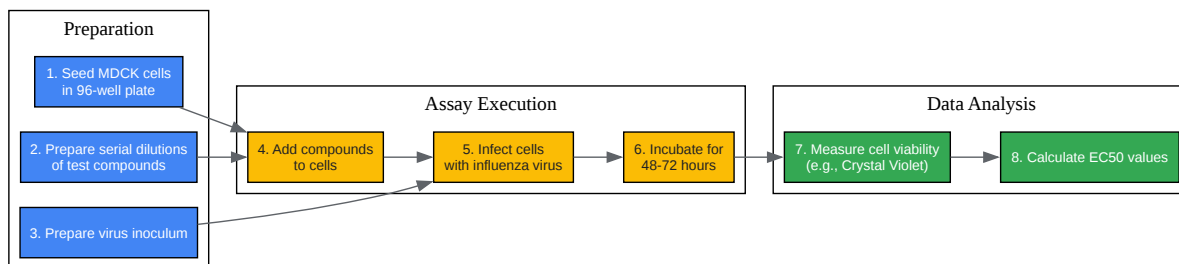 Preparation
1. Seed MDCK cells
in 96-well plate
2. Prepare serial dilutions
of test compounds
3. Prepare virus inoculum
Assay Execution
4. Add compounds
to cells
5. Infect cells
with influenza virus
6. Incubate for
48-72 hours
Data Analysis
7. Measure cell viability
(e.g., Crystal Violet)
8. Calculate EC50 values